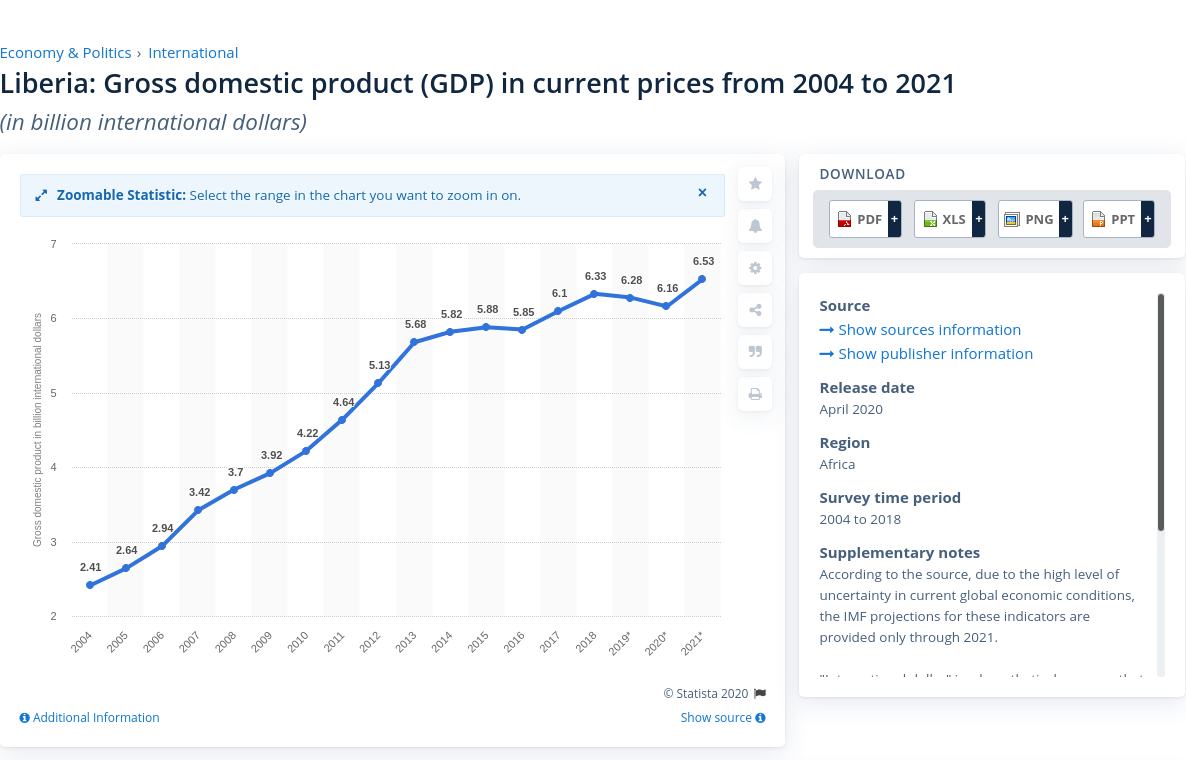 Economy & Politics › International
Liberia: Gross domestic product (GDP) in current prices from 2004 to 2021
(in billion international dollars)
Zoomable Statistic: Select the range in the chart you want to zoom in on. ×
Gross domestic product in billion international dollars
7
6
5
4
3
2
2.41
2.64
2.94
3.42
3.7
3.92
4.22
4.64
5.13
5.68
5.82
5.88
5.85
6.1
6.33
6.28
6.16
6.53
2004
2005
2006
2007
2008
2009
2010
2011
2012
2013
2014
2015
2016
2017
2018
2019*
2020*
2021*
© Statista 2020
Additional Information
Show source
DOWNLOAD
PDF +
XLS +
PNG +
PPT +
Source
Show sources information
Show publisher information
Release date
April 2020
Region
Africa
Survey time period
2004 to 2018
Supplementary notes
According to the source, due to the high level of
uncertainty in current global economic conditions,
the IMF projections for these indicators are
provided only through 2021.